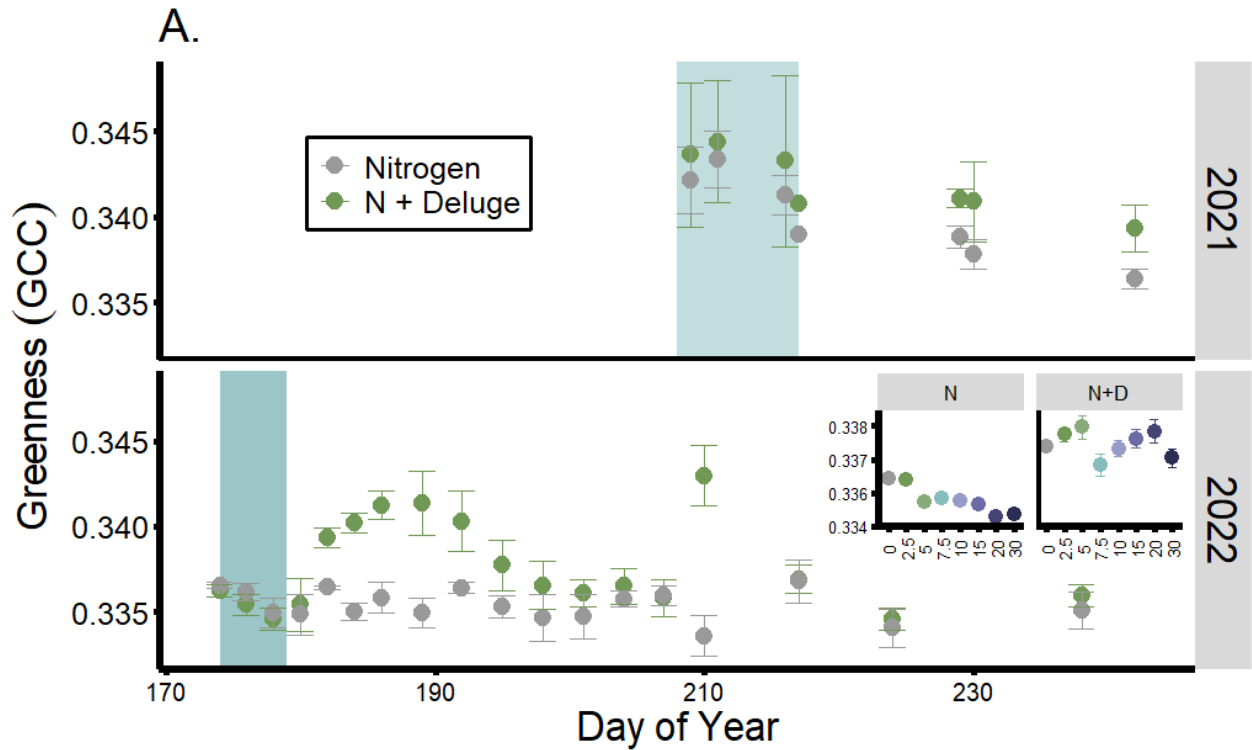 A.
Greenness (GCC)
0.345
0.340
0.335
Nitrogen
N + Deluge
2021
0.345
0.340
0.335
N
N+D
0.338
0.337
0.336
0.334
0 2.5 5 7.5 10 15 20 30
0 2.5 5 7.5 10 15 20 30
2022
170 190 210 230
Day of Year